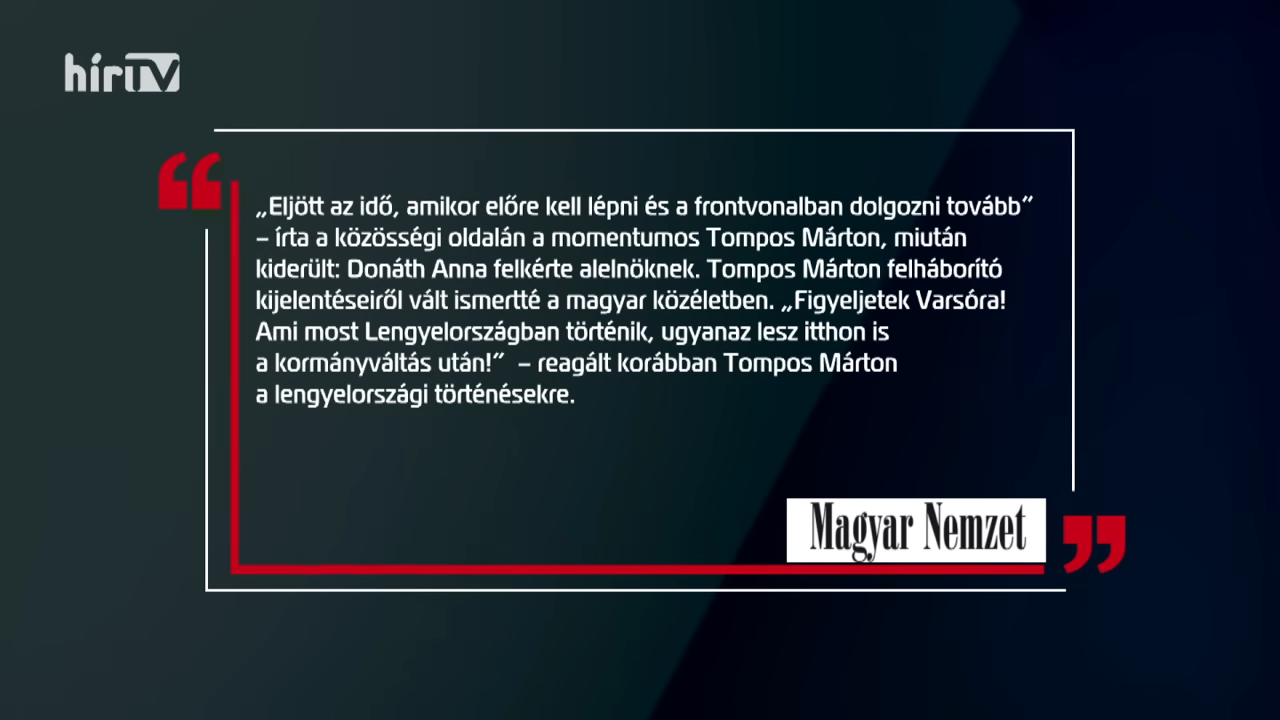 hírTV
„Eljött az idő, amikor előre kell lépni és a frontvonalban dolgozni tovább”
– írta a közösségi oldalán a momentumos Tompos Márton, miután
kiderült: Donáth Anna felkérte alelnöknek. Tompos Márton felháborító
kijelentéseiről vált ismertté a magyar közéletben. „Figyeljetek Varsóra!
Ami most Lengyelországban történik, ugyanaz lesz itthon is
a kormányváltás után!” – reagált korábban Tompos Márton
a lengyelországi történésekre.
Magyar Nemzet